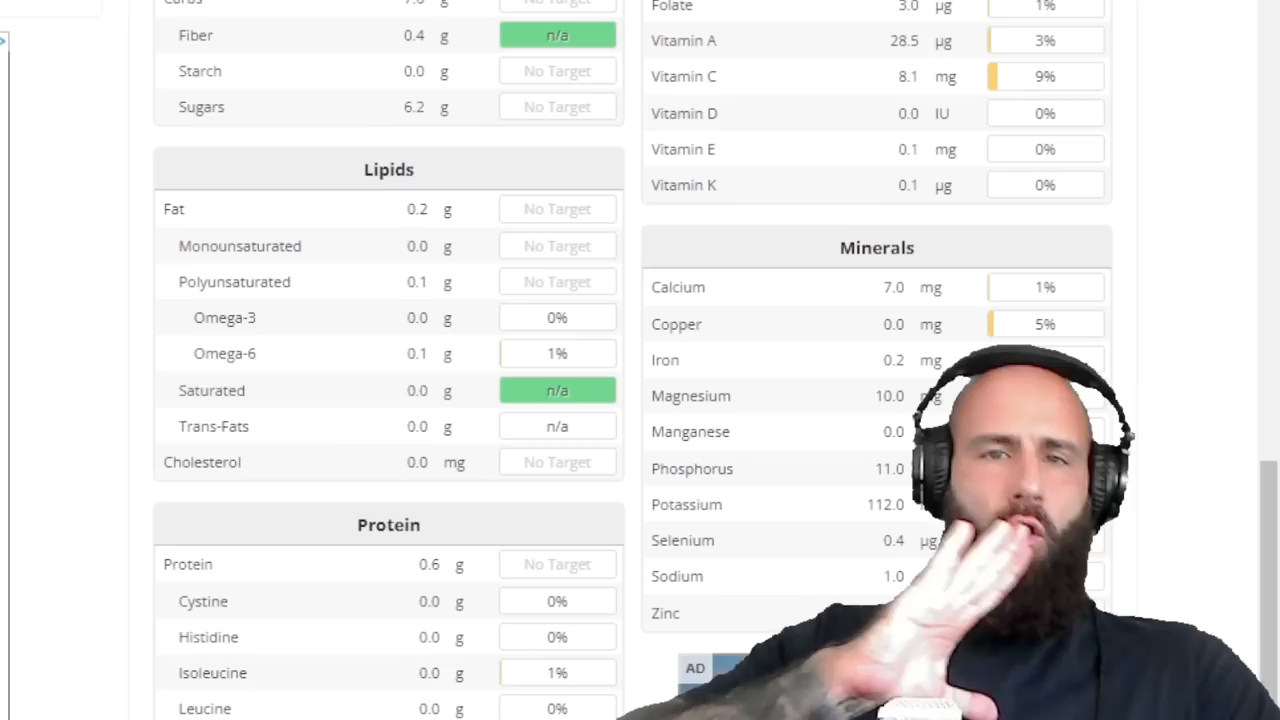 Carbs 7.0 g No Target
Fiber 0.4 g n/a
Starch 0.0 g No Target
Sugars 6.2 g No Target
Lipids
Fat 0.2 g No Target
Monounsaturated 0.0 g No Target
Polyunsaturated 0.1 g No Target
Omega-3 0.0 g 0%
Omega-6 0.1 g 1%
Saturated 0.0 g n/a
Trans-Fats 0.0 g n/a
Cholesterol 0.0 mg No Target
Protein
Protein 0.6 g No Target
Cystine 0.0 g 0%
Histidine 0.0 g 0%
Isoleucine 0.0 g 1%
Leucine 0.0 g 0%
Folate 3.0 µg 1%
Vitamin A 28.5 µg 3%
Vitamin C 8.1 mg 9%
Vitamin D 0.0 IU 0%
Vitamin E 0.1 mg 0%
Vitamin K 0.1 µg 0%
Minerals
Calcium 7.0 mg 1%
Copper 0.0 mg 5%
Iron 0.2 mg
Magnesium 10.0 mg
Manganese 0.0
Phosphorus 11.0
Potassium 112.0
Selenium 0.4 µg
Sodium 1.0
Zinc
AD